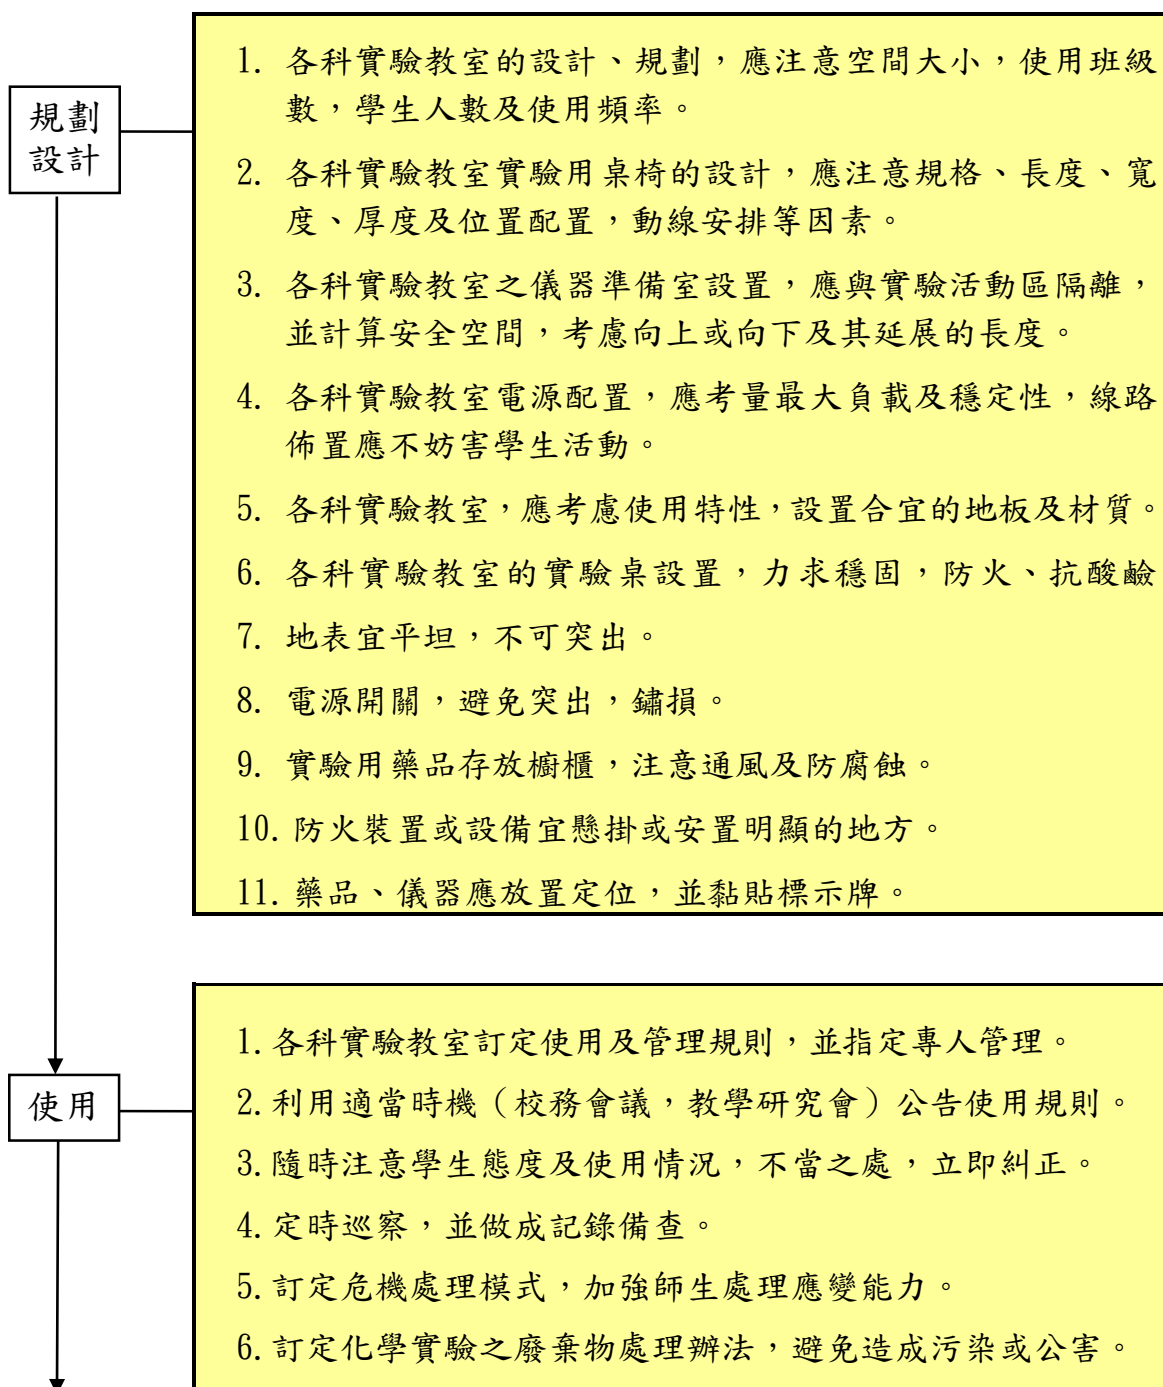 規劃
設計
1. 各科實驗教室的設計、規劃，應注意空間大小，使用班級
數，學生人數及使用頻率。
2. 各科實驗教室實驗用桌椅的設計，應注意規格、長度、寬
度、厚度及位置配置，動線安排等因素。
3. 各科實驗教室之儀器準備室設置，應與實驗活動區隔離，
並計算安全空間，考慮向上或向下及其延展的長度。
4. 各科實驗教室電源配置，應考量最大負載及穩定性，線路
佈置應不妨害學生活動。
5. 各科實驗教室，應考慮使用特性，設置合宜的地板及材質。
6. 各科實驗教室的實驗桌設置，力求穩固，防火、抗酸鹼
7. 地表宜平坦，不可突出。
8. 電源開關，避免突出，鏽損。
9. 實驗用藥品存放櫥櫃，注意通風及防腐蝕。
10. 防火裝置或設備宜懸掛或安置明顯的地方。
11. 藥品、儀器應放置定位，並黏貼標示牌。
使用
1. 各科實驗教室訂定使用及管理規則，並指定專人管理。
2. 利用適當時機（校務會議，教學研究會）公告使用規則。
3. 隨時注意學生態度及使用情況，不當之處，立即糾正。
4. 定時巡察，並做成記錄備查。
5. 訂定危機處理模式，加強師生處理應變能力。
6. 訂定化學實驗之廢棄物處理辦法，避免造成污染或公害。